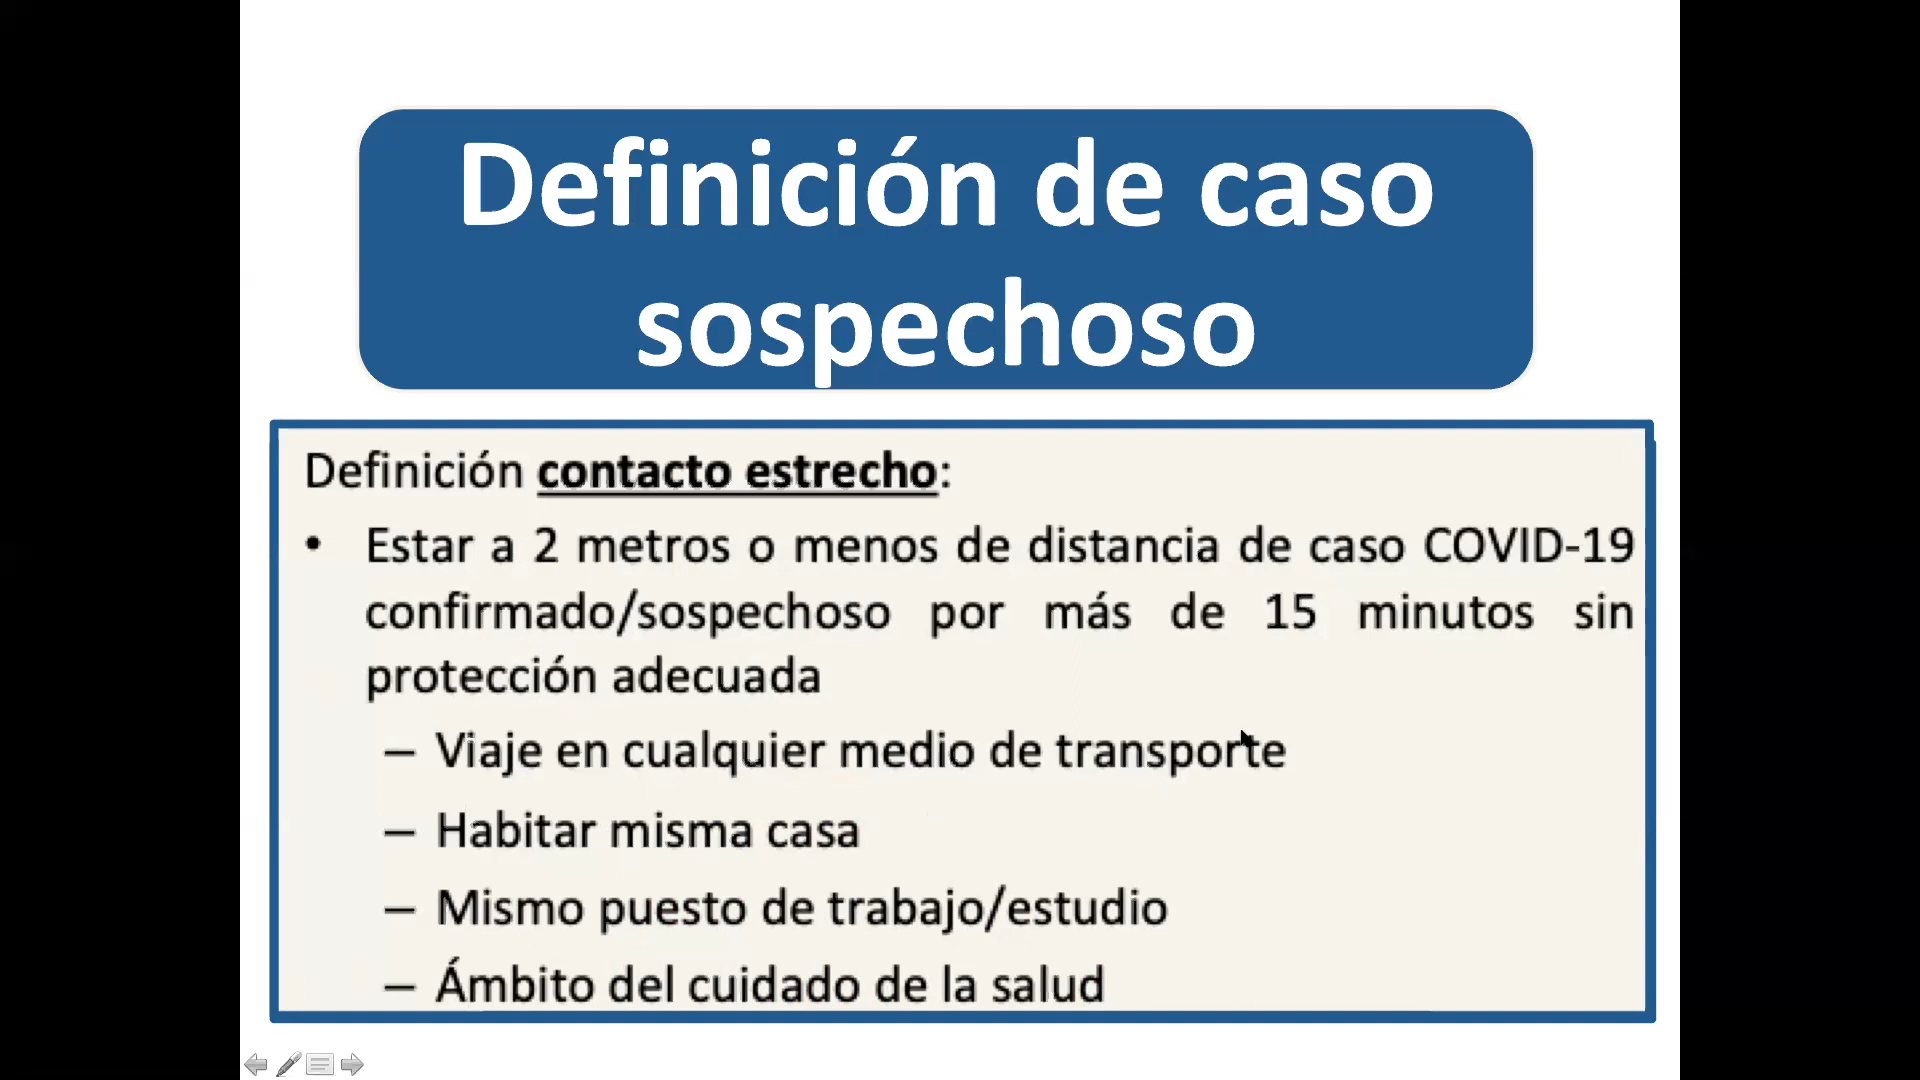 Definición de caso
sospechoso
Definición contacto estrecho:
• Estar a 2 metros o menos de distancia de caso COVID-19
confirmado/sospechoso por más de 15 minutos sin
protección adecuada
– Viaje en cualquier medio de transporte
– Habitar misma casa
– Mismo puesto de trabajo/estudio
– Ámbito del cuidado de la salud